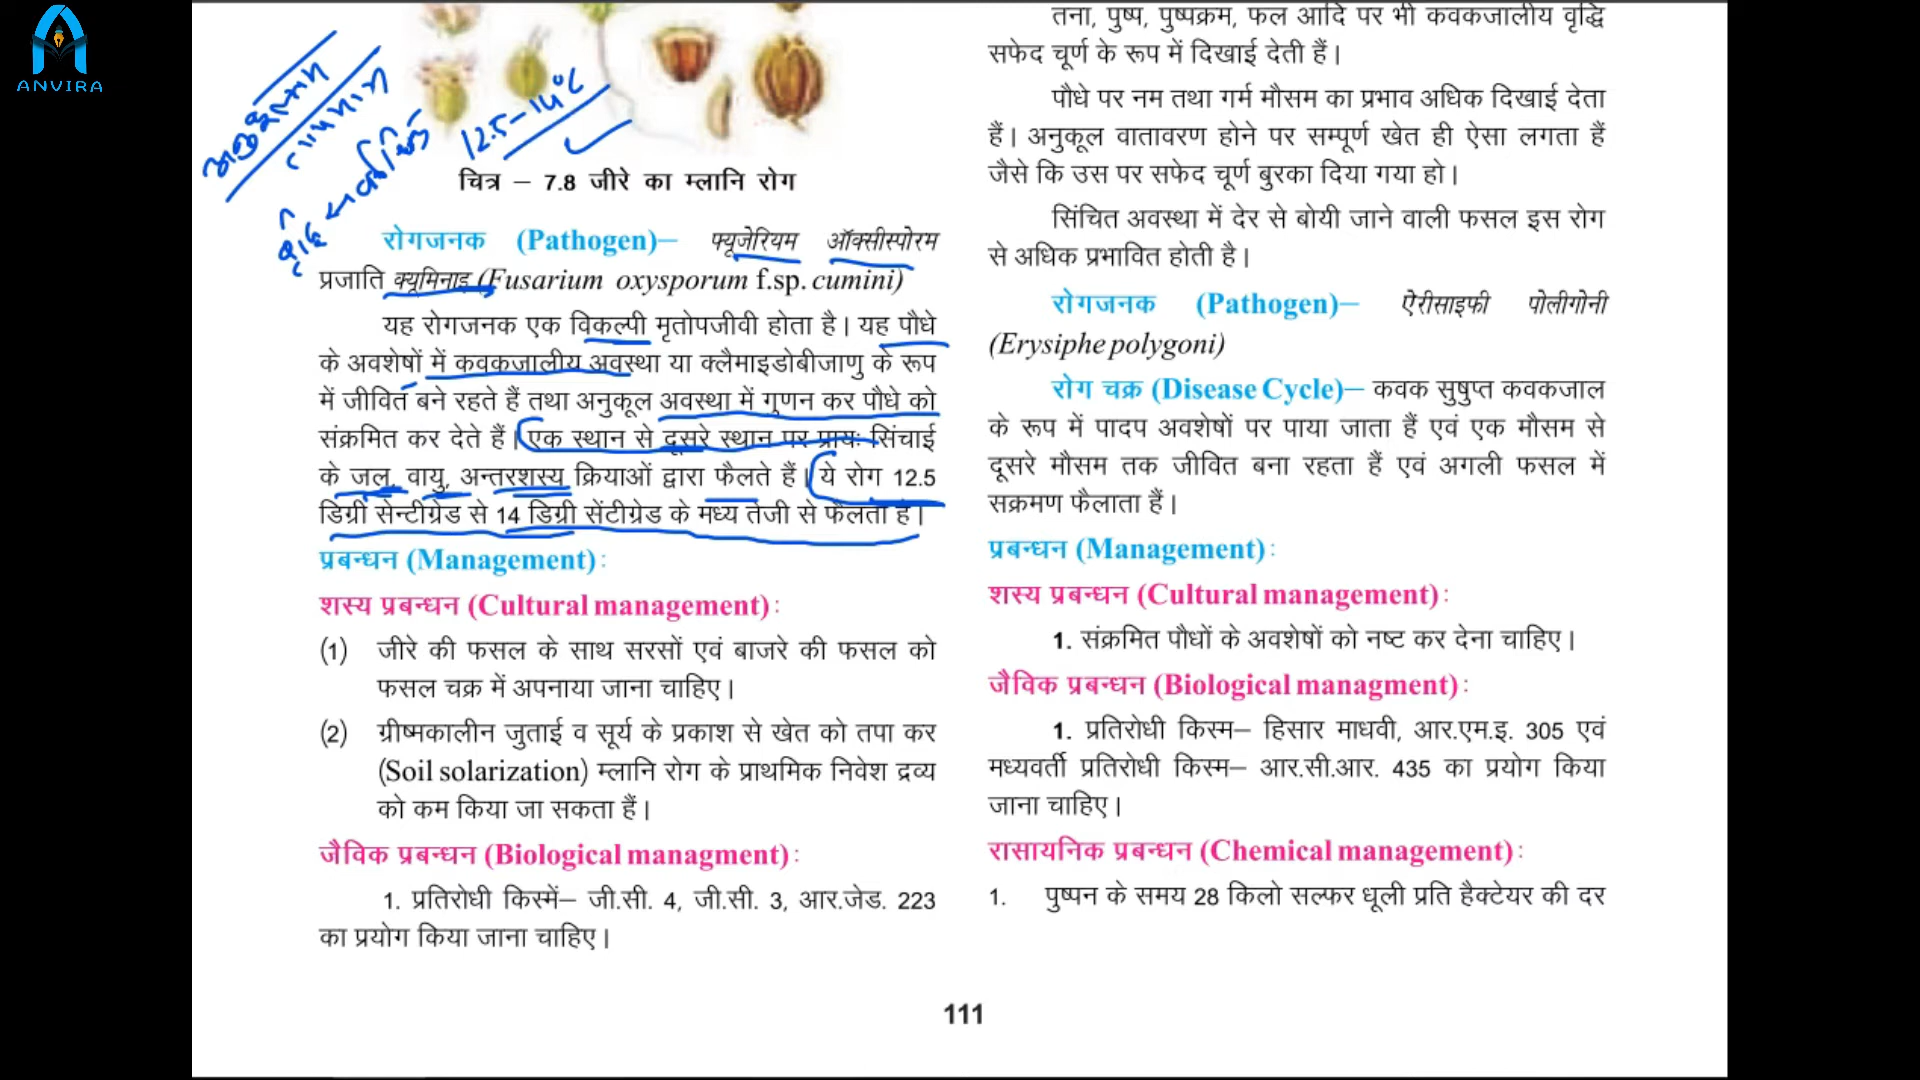 ANVIRA
अनुकूलतम
तापमान
12.5-14°C
चित्र – 7.8 जीरे का म्लानि रोग
रोगजनक (Pathogen)– फ्यूजेरियम ऑक्सीस्पोरम
प्रजाति क्यूमिनाइ (Fusarium oxysporum f.sp. cumini)
यह रोगजनक एक विकल्पी मृतोपजीवी होता है। यह पौधे
के अवशेषों में कवकजालीय अवस्था या क्लैमाइडोबीजाणु के रूप
में जीवित बने रहते हैं तथा अनुकूल अवस्था में गुणन कर पौधे को
संक्रमित कर देते हैं। एक स्थान से दूसरे स्थान पर प्रायः सिंचाई
के जल, वायु, अन्तरशस्य क्रियाओं द्वारा फैलते हैं। ये रोग 12.5
डिग्री सेन्टीग्रेड से 14 डिग्री सेंटीग्रेड के मध्य तेजी से फैलता है।
प्रबन्धन (Management) :
शस्य प्रबन्धन (Cultural management) :
(1) जीरे की फसल के साथ सरसों एवं बाजरे की फसल को
फसल चक्र में अपनाया जाना चाहिए।
(2) ग्रीष्मकालीन जुताई व सूर्य के प्रकाश से खेत को तपा कर
(Soil solarization) म्लानि रोग के प्राथमिक निवेश द्रव्य
को कम किया जा सकता हैं।
जैविक प्रबन्धन (Biological managment) :
1. प्रतिरोधी किस्में– जी.सी. 4, जी.सी. 3, आर.जेड. 223
का प्रयोग किया जाना चाहिए।
तना, पुष्प, पुष्पक्रम, फल आदि पर भी कवकजालीय वृद्धि
सफेद चूर्ण के रूप में दिखाई देती हैं।
पौधे पर नम तथा गर्म मौसम का प्रभाव अधिक दिखाई देता
हैं। अनुकूल वातावरण होने पर सम्पूर्ण खेत ही ऐसा लगता हैं
जैसे कि उस पर सफेद चूर्ण बुरका दिया गया हो।
सिंचित अवस्था में देर से बोयी जाने वाली फसल इस रोग
से अधिक प्रभावित होती है।
रोगजनक (Pathogen)– ऐरीसाइफी पोलीगोनी
(Erysiphe polygoni)
रोग चक्र (Disease Cycle)– कवक सुषुप्त कवकजाल
के रूप में पादप अवशेषों पर पाया जाता हैं एवं एक मौसम से
दूसरे मौसम तक जीवित बना रहता हैं एवं अगली फसल में
सक्रमण फैलाता हैं।
प्रबन्धन (Management) :
शस्य प्रबन्धन (Cultural management) :
1. संक्रमित पौधों के अवशेषों को नष्ट कर देना चाहिए।
जैविक प्रबन्धन (Biological managment) :
1. प्रतिरोधी किस्म– हिसार माधवी, आर.एम.इ. 305 एवं
मध्यवर्ती प्रतिरोधी किस्म– आर.सी.आर. 435 का प्रयोग किया
जाना चाहिए।
रासायनिक प्रबन्धन (Chemical management) :
1. पुष्पन के समय 28 किलो सल्फर धूली प्रति हैक्टेयर की दर
111